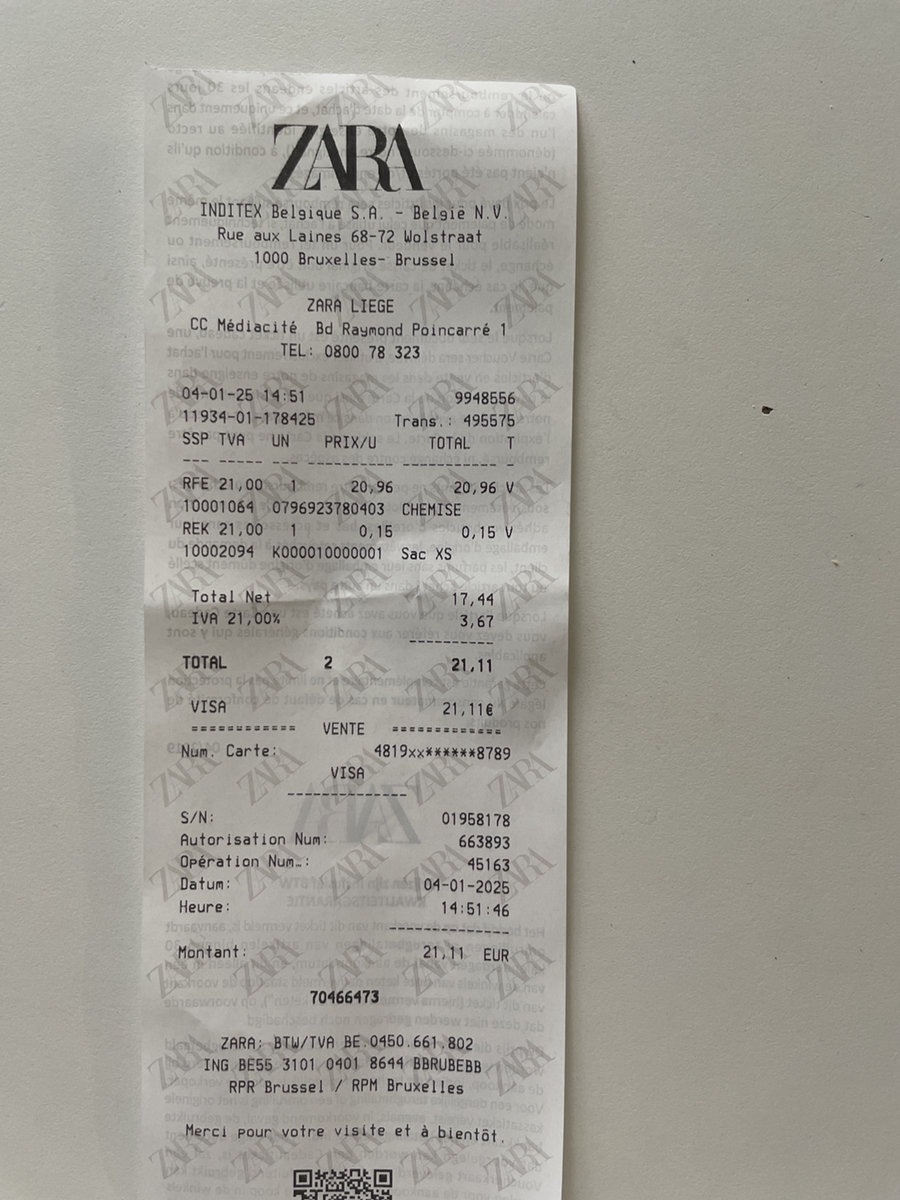 ZARA
INDITEX Belgique S.A. - België N.V.
Rue aux Laines 68-72 Wolstraat
1000 Bruxelles- Brussel
ZARA LIEGE
CC Médiacité Bd Raymond Poincarré 1
TEL: 0800 78 323
04-01-25 14:51 9948556
11934-01-178425 Trans.: 495575
SSP TVA UN PRIX/U TOTAL T
--- ----- --- --------- ---------- -
RFE 21,00 1 20,96 20,96 V
10001064 0796923780403 CHEMISE
REK 21,00 1 0,15 0,15 V
10002094 K000010000001 Sac XS
Total Net 17,44
IVA 21,00% 3,67
----------
TOTAL 2 21,11
VISA 21,11€
============ VENTE =============
Num. Carte: 4819xx******8789
VISA
-------------
S/N: 01958178
Autorisation Num: 663893
Opération Num.: 45163
Datum: 04-01-2025
Heure: 14:51:46
-------------
Montant: 21,11 EUR
70466473
ZARA: BTW/TVA BE.0450.661.802
ING BE55 3101 0401 8644 BBRUBEBB
RPR Brussel / RPM Bruxelles
Merci pour votre visite et à bientôt.